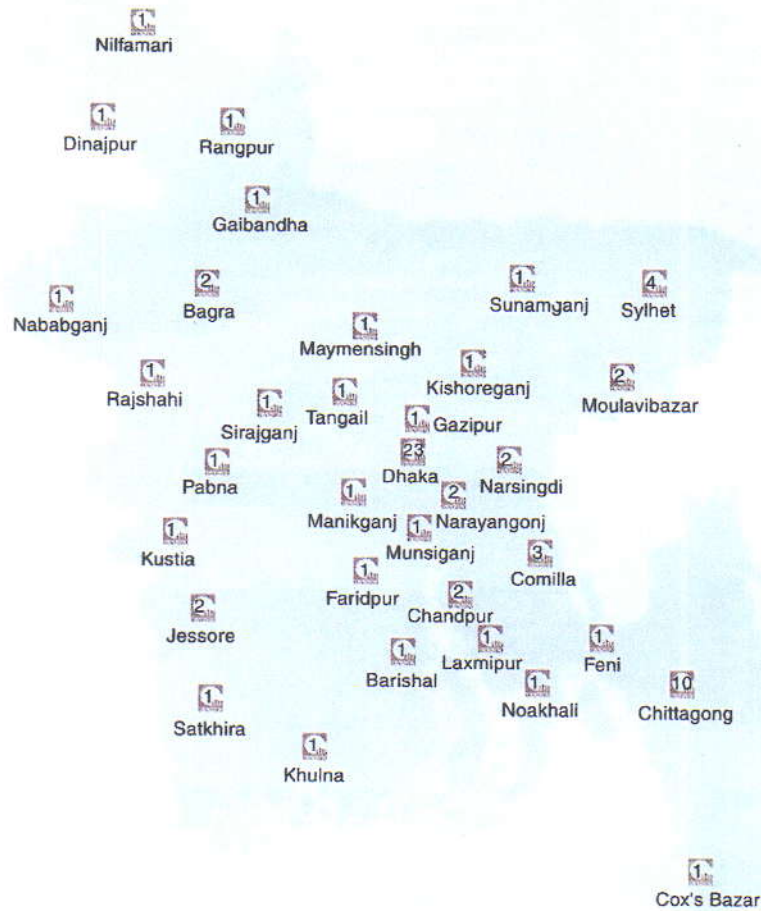 1
Nilfamari
1
Dinajpur
1
Rangpur
1
Gaibandha
1
Nababganj
2
Bagra
1
Sunamganj
4
Sylhet
1
Maymensingh
1
Rajshahi
1
Sirajganj
1
Tangail
1
Kishoreganj
2
Moulavibazar
1
Gazipur
23
Dhaka
1
Pabna
2
Narsingdi
1
Manikganj
2
Narayangonj
1
Munsiganj
1
Kustia
3
Comilla
1
Faridpur
2
Chandpur
2
Jessore
1
Barishal
1
Laxmipur
1
Feni
1
Noakhali
10
Chittagong
1
Satkhira
1
Khulna
1
Cox's Bazar